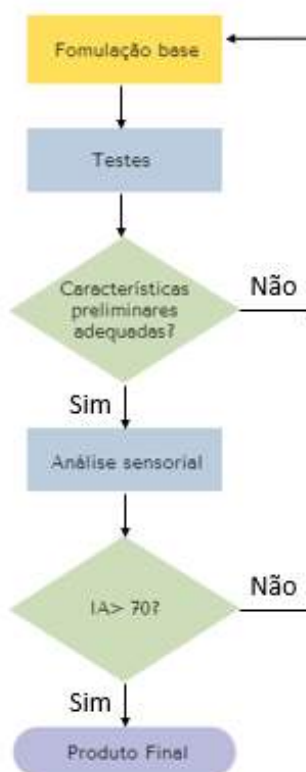 Fomulação base
Testes
Características
preliminares
adequadas?
Não
Sim
Análise sensorial
IA> 70?
Não
Sim
Produto Final